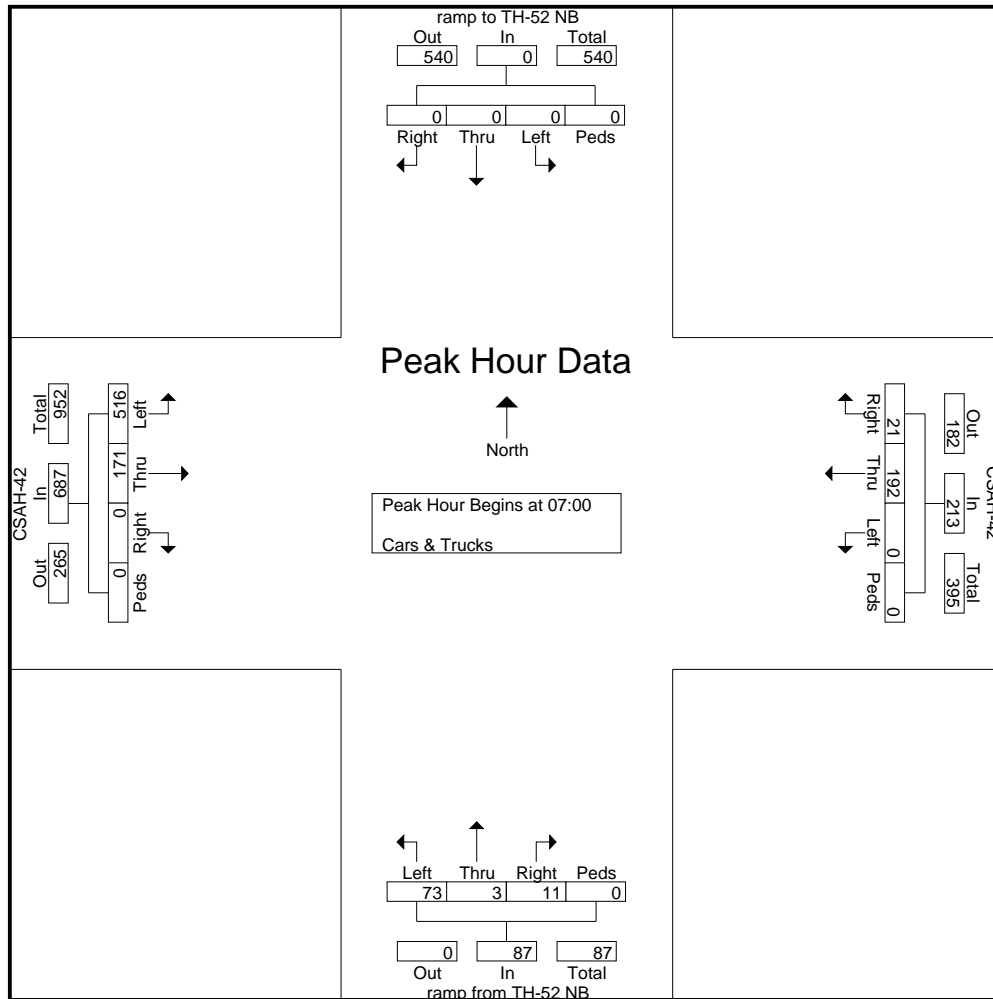 ramp to TH-52 NB
Out In Total
540 0 540
0 0 0 0
Right Thru Left Peds
Peak Hour Data
North
Peak Hour Begins at 07:00
Cars & Trucks
CSAH-42
Out In Total
265 687 952
0 0 171 516
Peds Right Thru Left
CSAH-42
Out In Total
182 213 395
21 192 0 0
Right Thru Left Peds
Left Thru Right Peds
73 3 11 0
0 87 87
Out In Total
ramp from TH-52 NB